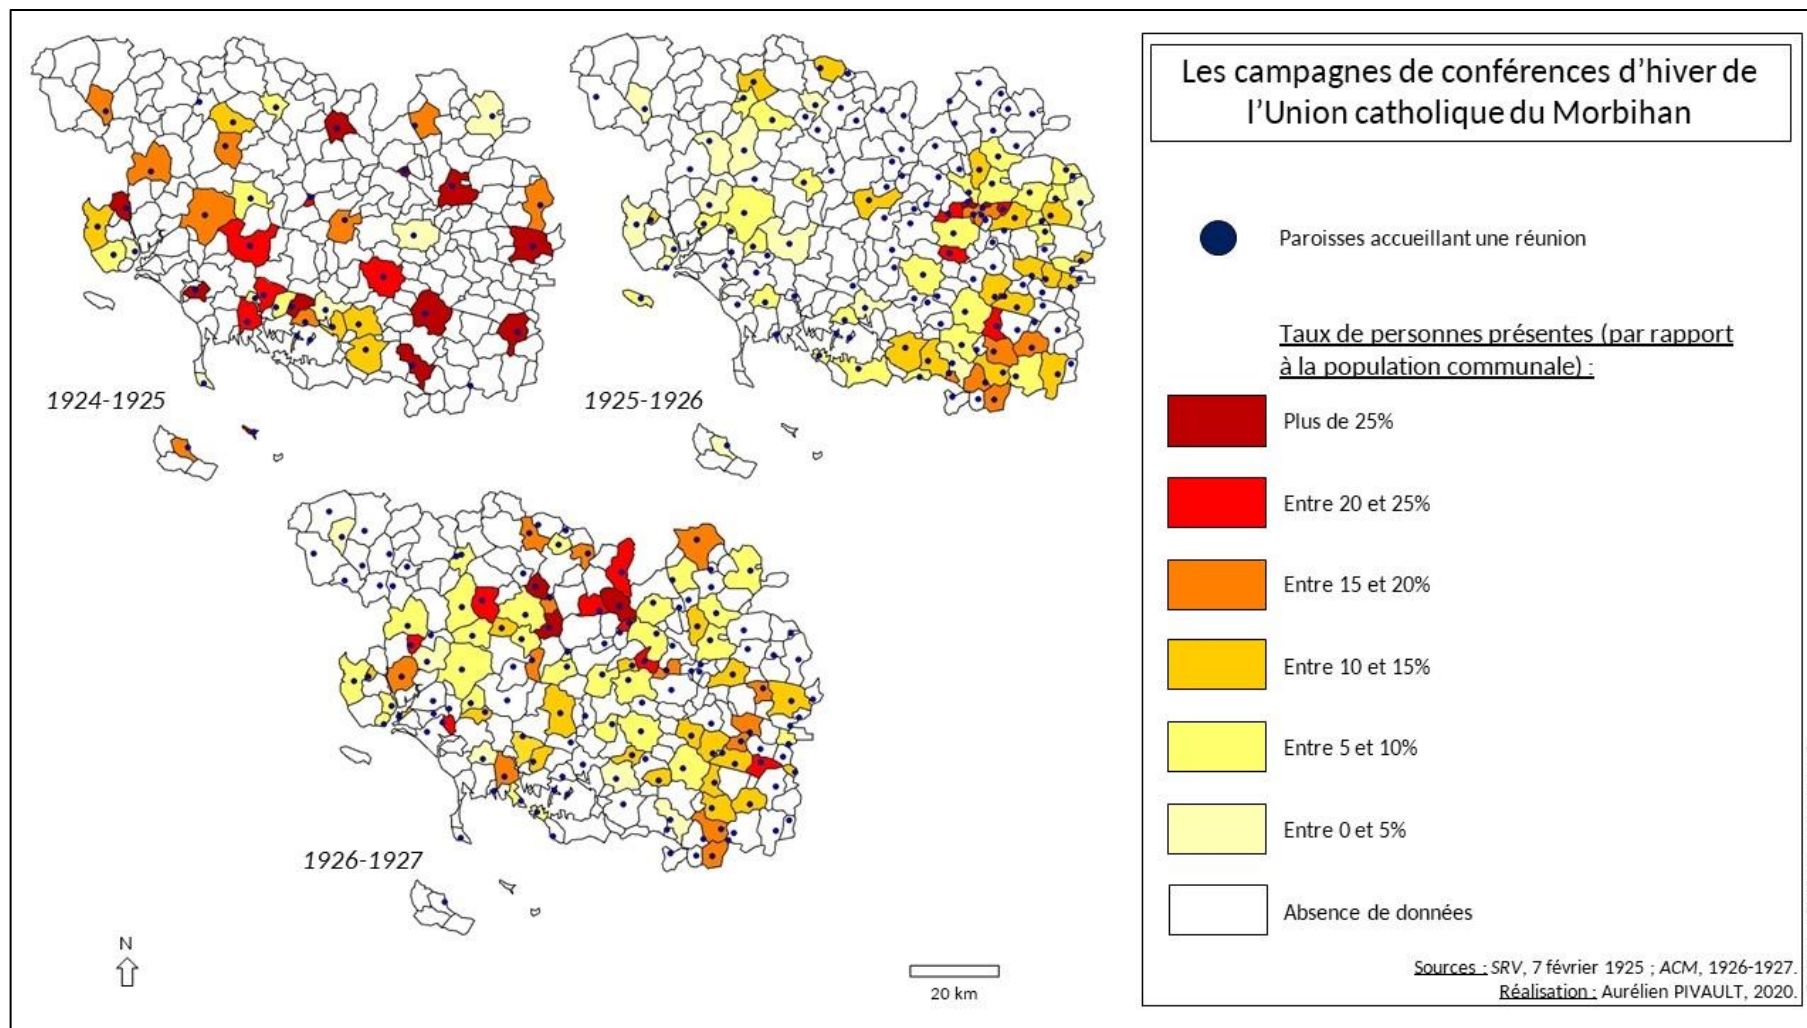 Les campagnes de conférences d'hiver de
l'Union catholique du Morbihan
Paroisses accueillant une réunion
Taux de personnes présentes (par rapport
à la population communale) :
Plus de 25%
Entre 20 et 25%
Entre 15 et 20%
Entre 10 et 15%
Entre 5 et 10%
Entre 0 et 5%
Absence de données
Sources : SRV, 7 février 1925 ; ACM, 1926-1927.
Réalisation : Aurélien PIVAULT, 2020.
1924-1925
1925-1926
1926-1927
N
20 km